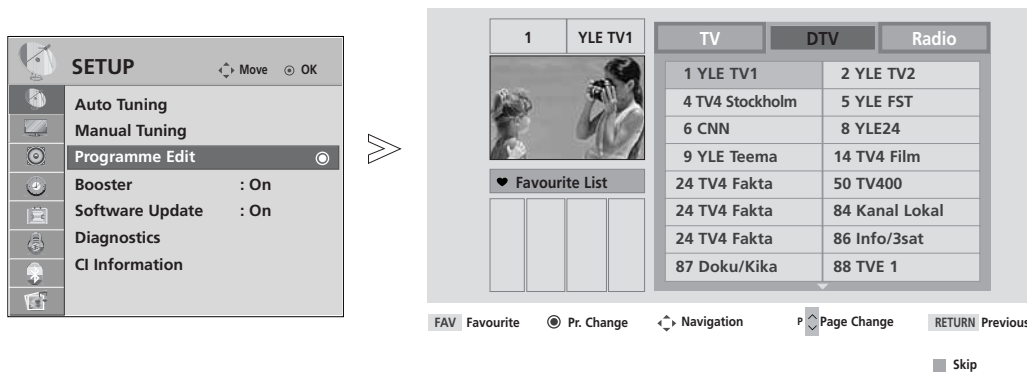 SETUP
Move OK
Auto Tuning
Manual Tuning
Programme Edit
Booster : On
Software Update : On
Diagnostics
CI Information
1 YLE TV1
Favourite List
TV DTV Radio
1 YLE TV1 2 YLE TV2
4 TV4 Stockholm 5 YLE FST
6 CNN 8 YLE24
9 YLE Teema 14 TV4 Film
24 TV4 Fakta 50 TV400
24 TV4 Fakta 84 Kanal Lokal
24 TV4 Fakta 86 Info/3sat
87 Doku/Kika 88 TVE 1
FAV Favourite Pr. Change Navigation P Page Change RETURN Previous
Skip